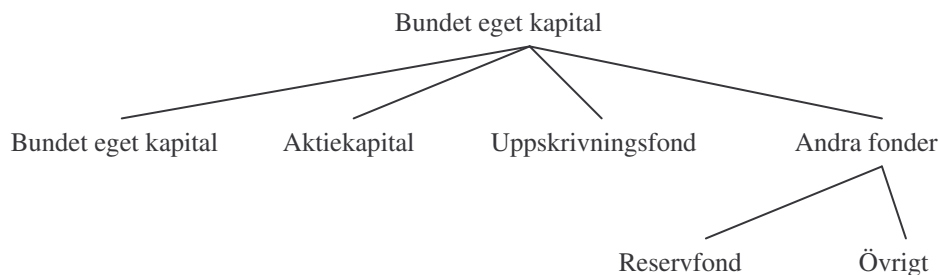 Bundet eget kapital
Bundet eget kapital Aktiekapital Uppskrivningsfond Andra fonder
Reservfond Övrigt